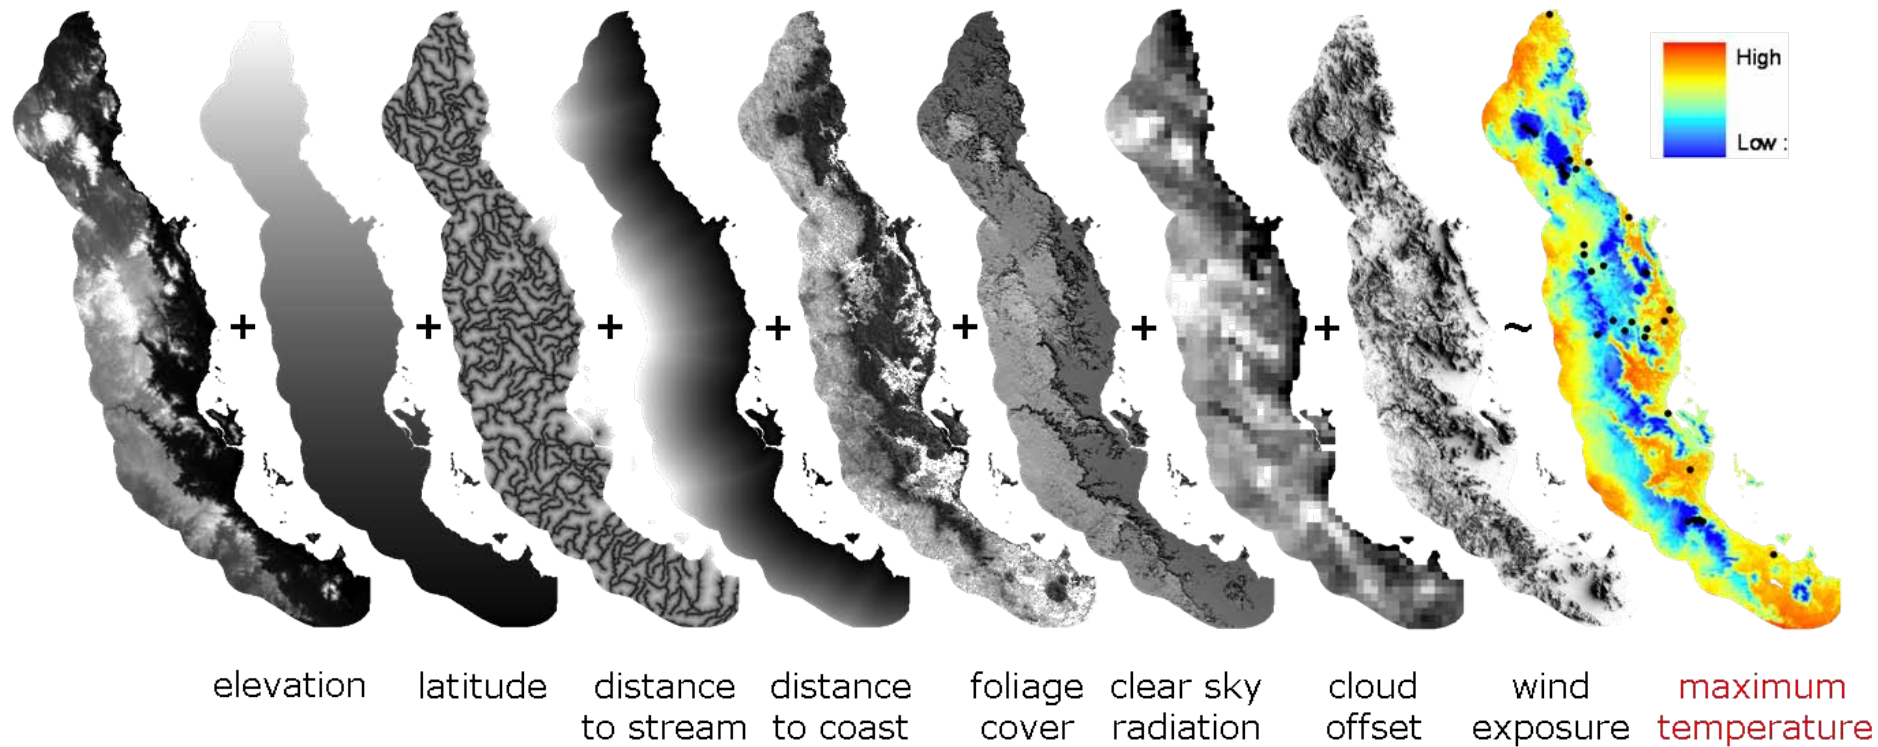 High
Low :
+ + + + + + + ~
elevation
latitude
distance
to stream
distance
to coast
foliage
cover
clear sky
radiation
cloud
offset
wind
exposure
maximum
temperature